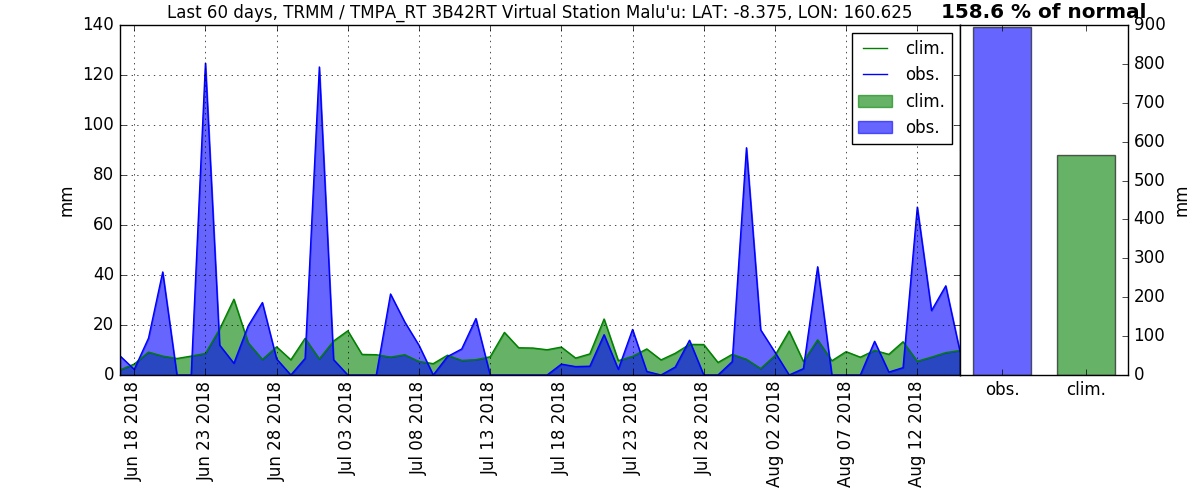 Last 60 days, TRMM / TMPA_RT 3B42RT Virtual Station Malu'u: LAT: -8.375, LON: 160.625
158.6 % of normal
mm
140
120
100
80
60
40
20
0
clim.
obs.
clim.
obs.
Jun 18 2018
Jun 23 2018
Jun 28 2018
Jul 03 2018
Jul 08 2018
Jul 13 2018
Jul 18 2018
Jul 23 2018
Jul 28 2018
Aug 02 2018
Aug 07 2018
Aug 12 2018
900
800
700
600
500
400
300
200
100
0
mm
obs.
clim.